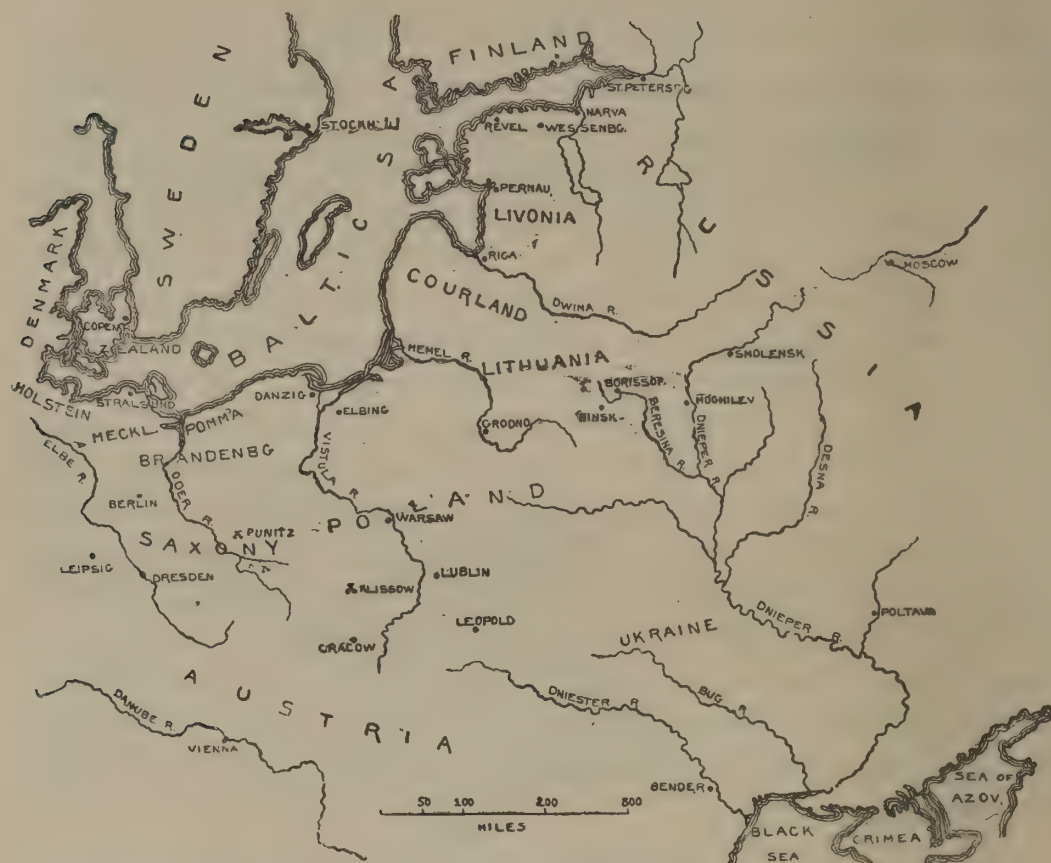 FINLAND
ST. PETERSBG
SWEDEN
STOCKH
NARVA
REVEL
WESSENBG.
BALTIC SEA
RUSSIA
PERNAU
LIVONIA
RIGA
MOSCOW
DENMARK
COURLAND
DWINA R.
COPEN
ZEALAND
MEMEL R.
LITHUANIA
SMOLENSK
HOLSTEIN
STRALSUND
DANZIG
ELBING
BORISSOF
MINSK
MOGHILEV
MECKL.
POMM'A
GRODNO
BERESINA R.
DNIEPER R.
DESNA R.
ELBE R.
BRANDENBG
VISTULA R.
ODER R.
BERLIN
POLAND
WARSAW
PUNITZ
SAXONY
LEIPSIG
DRESDEN
LUBLIN
KLISSOW
LEOPOLD
CRACOW
UKRAINE
DNIEPER R.
POLTAVA
AUSTRIA
DANUBE R.
VIENNA
DNIESTER R
BUG R.
BENDER
SEA OF
AZOV.
50 100 200 300
MILES
BLACK
SEA
CRIMEA